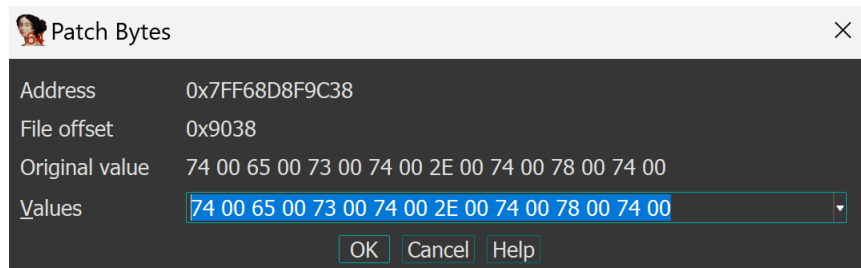 64 Patch Bytes
Address 0x7FF68D8F9C38
File offset 0x9038
Original value 74 00 65 00 73 00 74 00 2E 00 74 00 78 00 74 00
Values 74 00 65 00 73 00 74 00 2E 00 74 00 78 00 74 00
OK Cancel Help